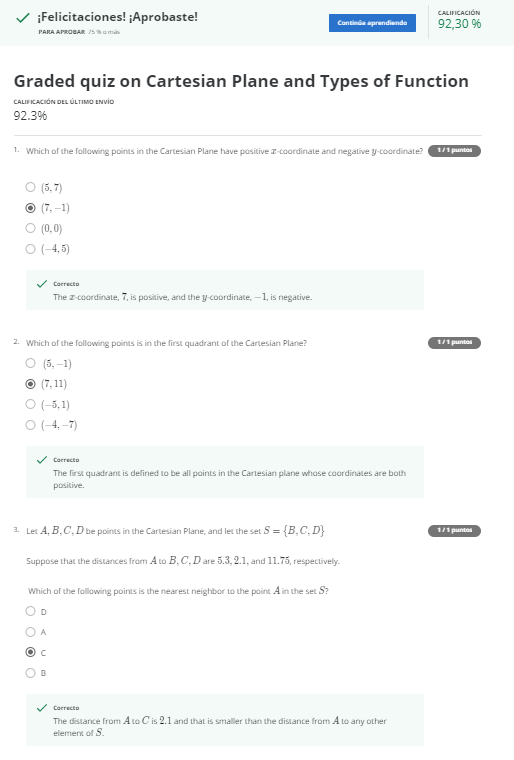 ¡Felicitaciones! ¡Aprobaste!
PARA APROBAR 75 % o más
Continúa aprendiendo
CALIFICACIÓN
92,30 %
Graded quiz on Cartesian Plane and Types of Function
CALIFICACIÓN DEL ÚLTIMO ENVÍO
92.3%
1. Which of the following points in the Cartesian Plane have positive x-coordinate and negative y-coordinate? 1 / 1 puntos
(5, 7)
(7, −1)
(0, 0)
(−4, 5)
Correcto
The x-coordinate, 7, is positive, and the y-coordinate, −1, is negative.
2. Which of the following points is in the first quadrant of the Cartesian Plane? 1 / 1 puntos
(5, −1)
(7, 11)
(−5, 1)
(−4, −7)
Correcto
The first quadrant is defined to be all points in the Cartesian plane whose coordinates are both
positive.
3. Let A, B, C, D be points in the Cartesian Plane, and let the set S = {B, C, D} 1 / 1 puntos
Suppose that the distances from A to B, C, D are 5.3, 2.1, and 11.75, respectively.
Which of the following points is the nearest neighbor to the point A in the set S?
D
A
C
B
Correcto
The distance from A to C is 2.1 and that is smaller than the distance from A to any other
element of S.